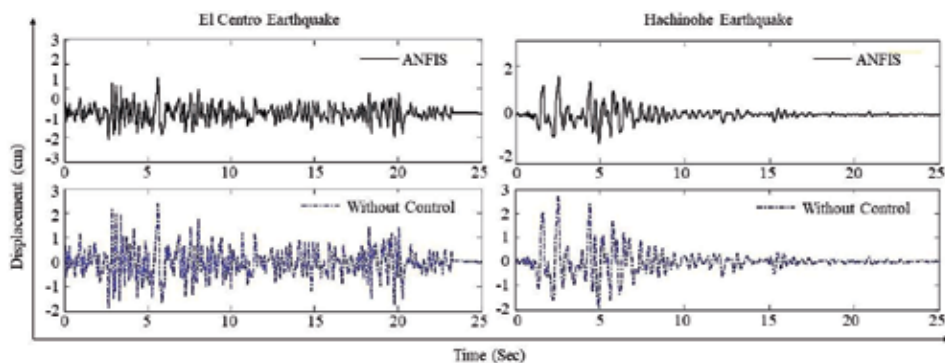 El Centro Earthquake
Hachinohe Earthquake
Displacement (cm)
3
2
1
0
-1
-2
-3
ANFIS
0 5 10 15 20 25
2
0
-2
ANFIS
0 5 10 15 20 25
3
2
1
0
-1
-2
Without Control
0 5 10 15 20 25
3
2
1
0
-1
-2
Without Control
0 5 10 15 20 25
Time (Sec)